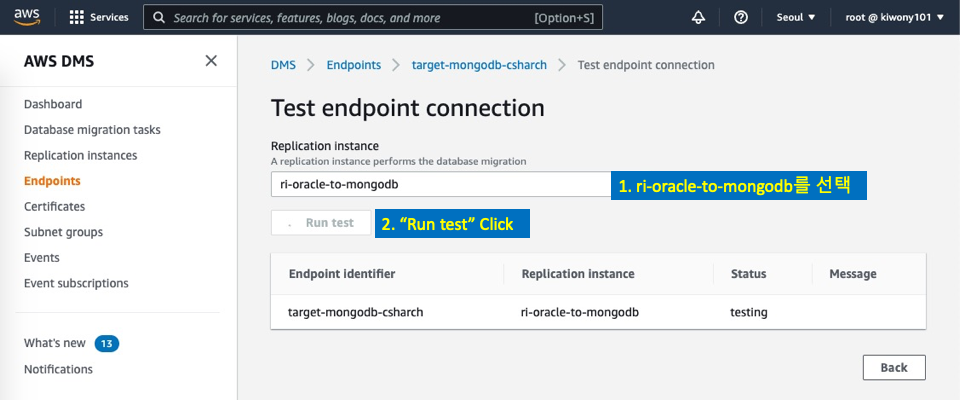 aws
Services
Search for services, features, blogs, docs, and more
[Option+S]
Seoul
root @ kiwony101
AWS DMS
Dashboard
Database migration tasks
Replication instances
Endpoints
Certificates
Subnet groups
Events
Event subscriptions
What's new 13
Notifications
DMS
Endpoints
target-mongodb-csharch
Test endpoint connection
Test endpoint connection
Replication instance
A replication instance performs the database migration
ri-oracle-to-mongodb
1. ri-oracle-to-mongodb를 선택
Run test
2. “Run test” Click
Endpoint identifier Replication instance Status Message
target-mongodb-csharch ri-oracle-to-mongodb testing
Back